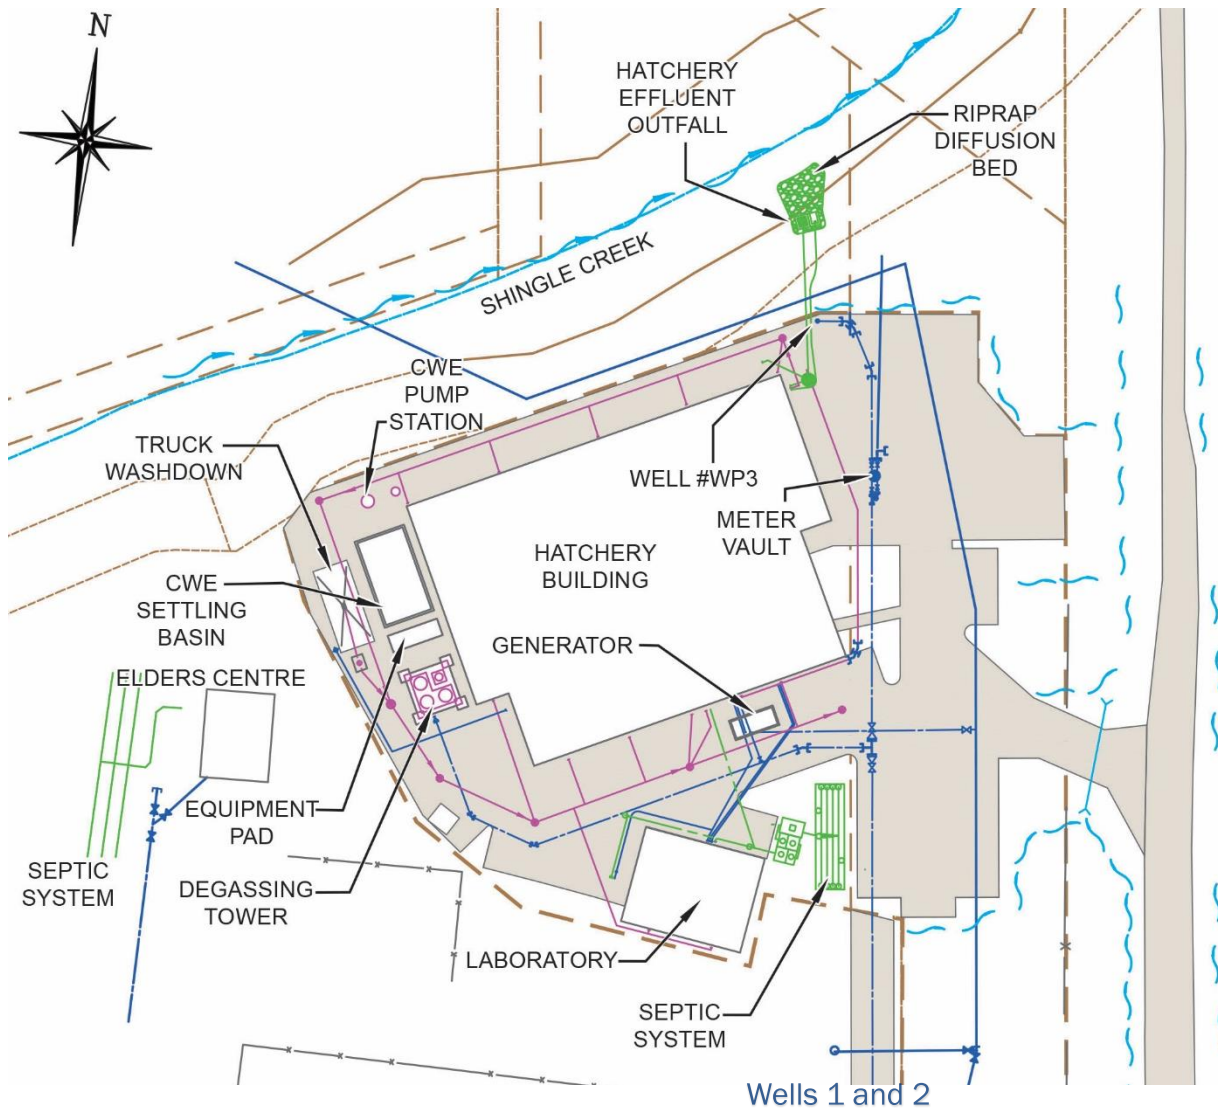 N
HATCHERY
EFFLUENT
OUTFALL
RIPRAP
DIFFUSION
BED
SHINGLE CREEK
CWE
PUMP
STATION
TRUCK
WASHDOWN
WELL #WP3
METER
VAULT
HATCHERY
BUILDING
CWE
SETTLING
BASIN
GENERATOR
ELDERS CENTRE
EQUIPMENT
PAD
SEPTIC
SYSTEM
DEGASSING
TOWER
LABORATORY
SEPTIC
SYSTEM
Wells 1 and 2